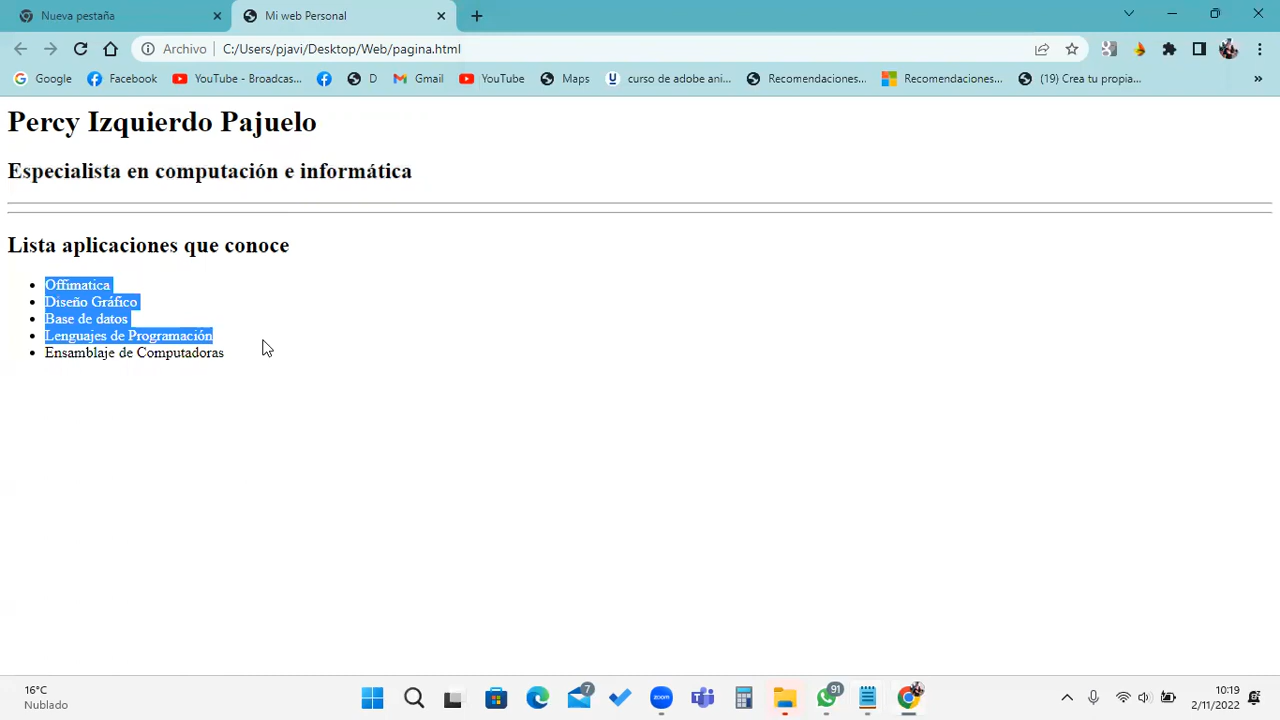 Nueva pestaña
Mi web Personal
Archivo
C:/Users/pjavi/Desktop/Web/pagina.html
Google
Facebook
YouTube - Broadcas...
D
Gmail
YouTube
Maps
curso de adobe ani...
Recomendaciones...
Recomendaciones...
(19) Crea tu propia...
»
Percy Izquierdo Pajuelo
Especialista en computación e informática
Lista aplicaciones que conoce
• Offimatica
• Diseño Gráfico
• Base de datos
• Lenguajes de Programación
• Ensamblaje de Computadoras
16°C
Nublado
7
zoom
91
10:19
2/11/2022